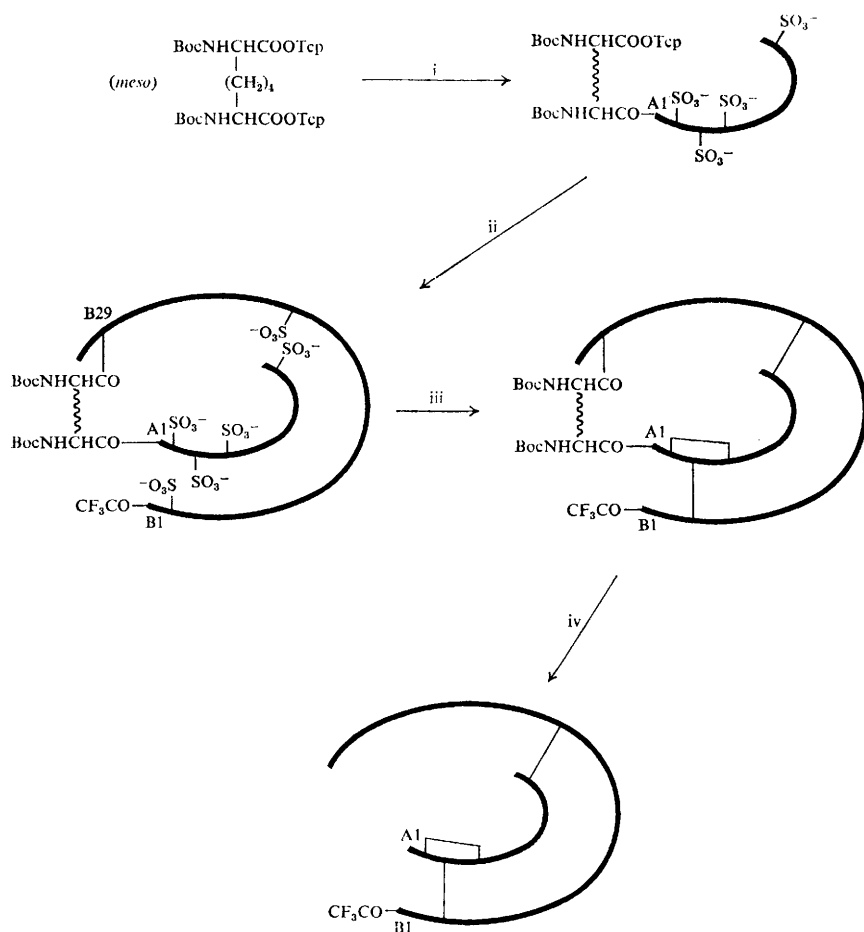 BocNHCHCOOTcp
(meso) (CH₂)₄
BocNHCHCOOTcp
i
BocNHCHCOOTcp
BocNHCHCO
A1
SO₃⁻
SO₃⁻
SO₃⁻
SO₃⁻
ii
B29
⁻O₃S
SO₃⁻
BocNHCHCO
BocNHCHCO
A1
SO₃⁻
SO₃⁻
SO₃⁻
⁻O₃S
CF₃CO
B1
iii
BocNHCHCO
BocNHCHCO
A1
CF₃CO
B1
iv
A1
CF₃CO
B1